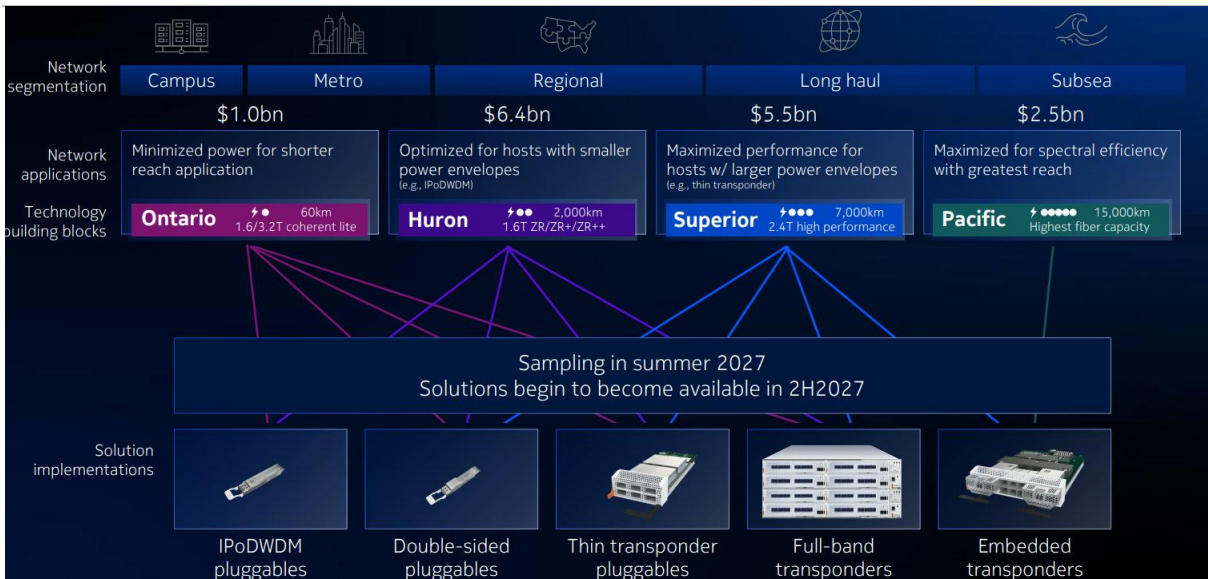 Network
segmentation
Campus
Metro
Regional
Long haul
Subsea
$1.0bn
$6.4bn
$5.5bn
$2.5bn
Network
applications
Minimized power for shorter
reach application
Optimized for hosts with smaller
power envelopes
(e.g., IPoDWDM)
Maximized performance for
hosts w/ larger power envelopes
(e.g., thin transponder)
Maximized for spectral efficiency
with greatest reach
Technology
building blocks
Ontario
60km
1.6/3.2T coherent lite
Huron
2,000km
1.6T ZR/ZR+/ZR++
Superior
7,000km
2.4T high performance
Pacific
15,000km
Highest fiber capacity
Sampling in summer 2027
Solutions begin to become available in 2H2027
Solution
implementations
IPoDWDM
pluggables
Double-sided
pluggables
Thin transponder
pluggables
Full-band
transponders
Embedded
transponders